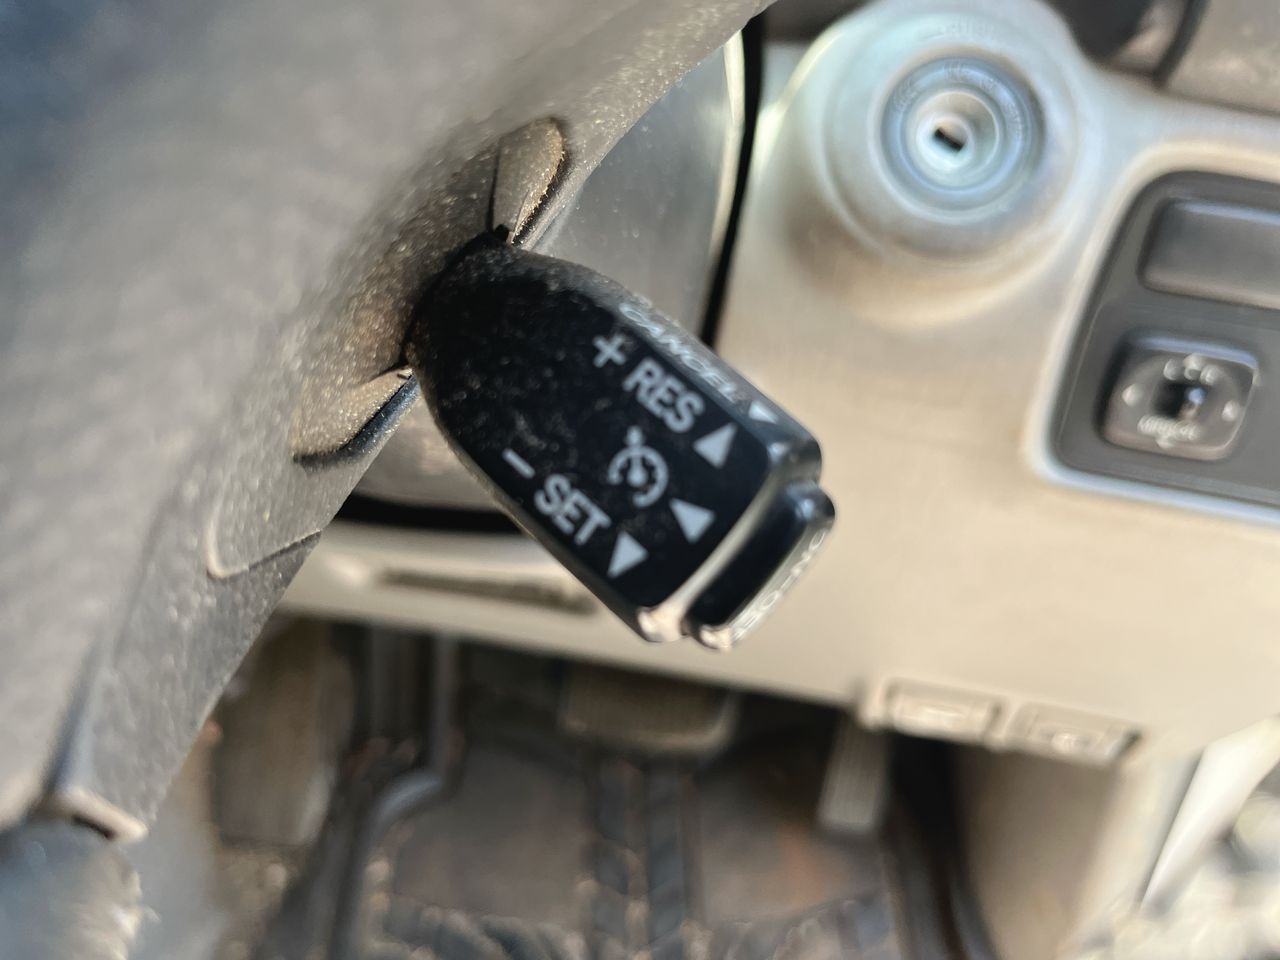 CANCEL ▼
+ RES ▲
− SET ▼